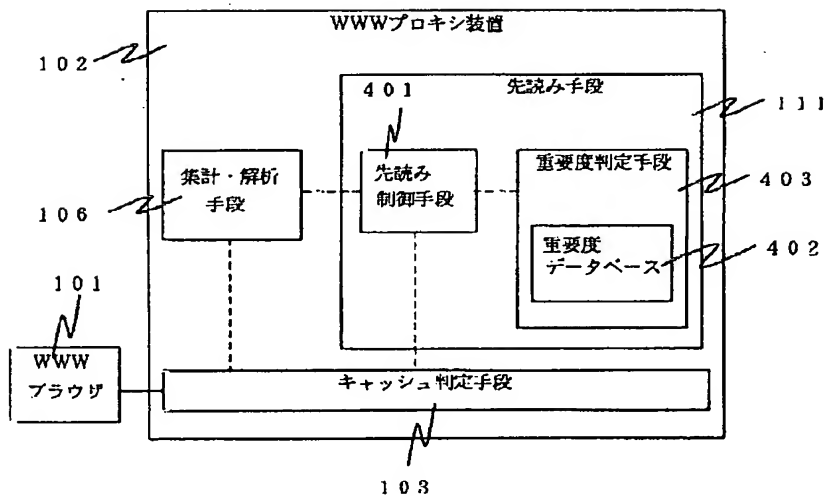 WWWプロキシ装置
102
401
先読み手段
111
集計・解析
手段
先読み
制御手段
重要度判定手段
403
106
重要度
データベース
402
101
WWW
ブラウザ
キャッシュ判定手段
103